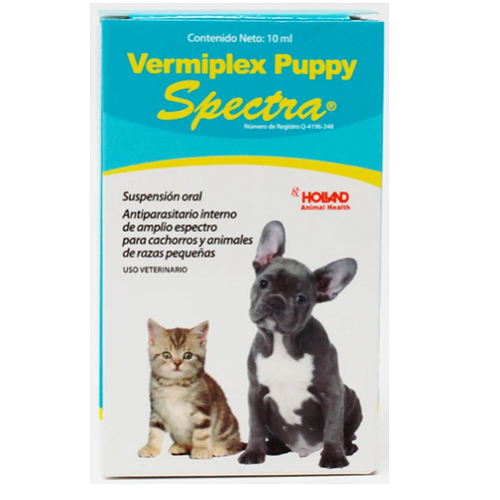 Contenido Neto: 10 ml
Vermiplex Puppy
Spectra®
Número de Registro Q-4196-248
Suspensión oral
Antiparasitario interno
de amplio espectro
para cachorros y animales
de razas pequeñas
USO VETERINARIO
HOLLAND
Animal Health